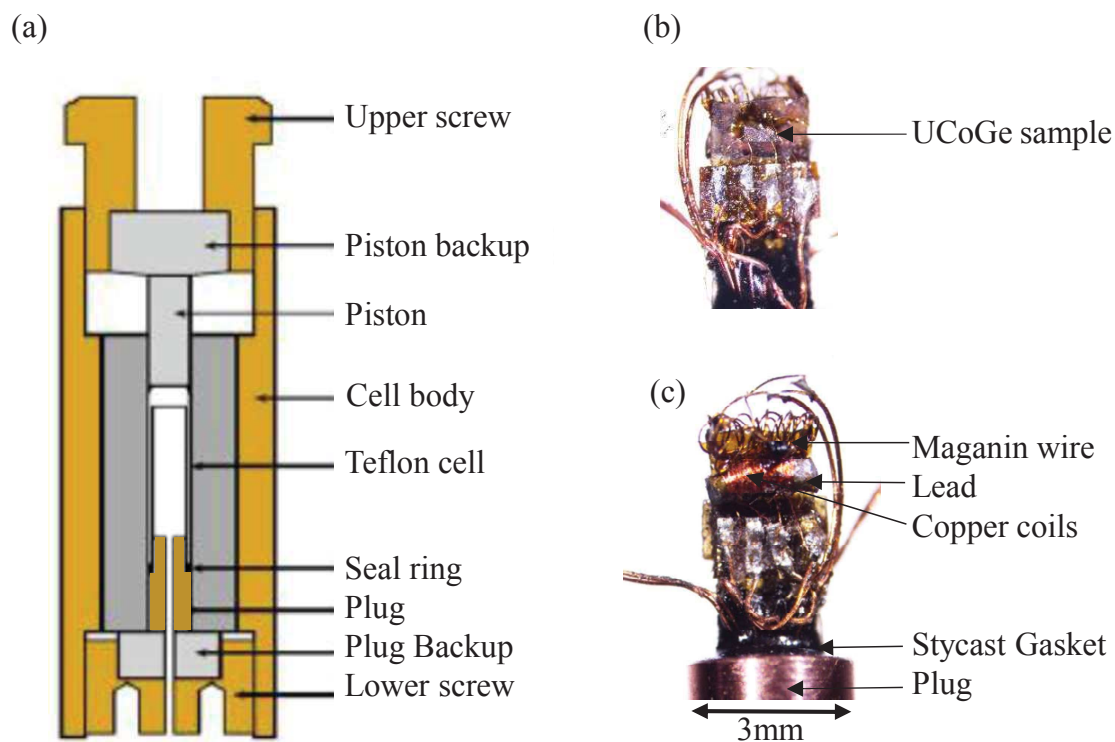 (a)
Upper screw
Piston backup
Piston
Cell body
Teflon cell
Seal ring
Plug
Plug Backup
Lower screw
(b)
UCoGe sample
(c)
Maganin wire
Lead
Copper coils
Stycast Gasket
Plug
3mm